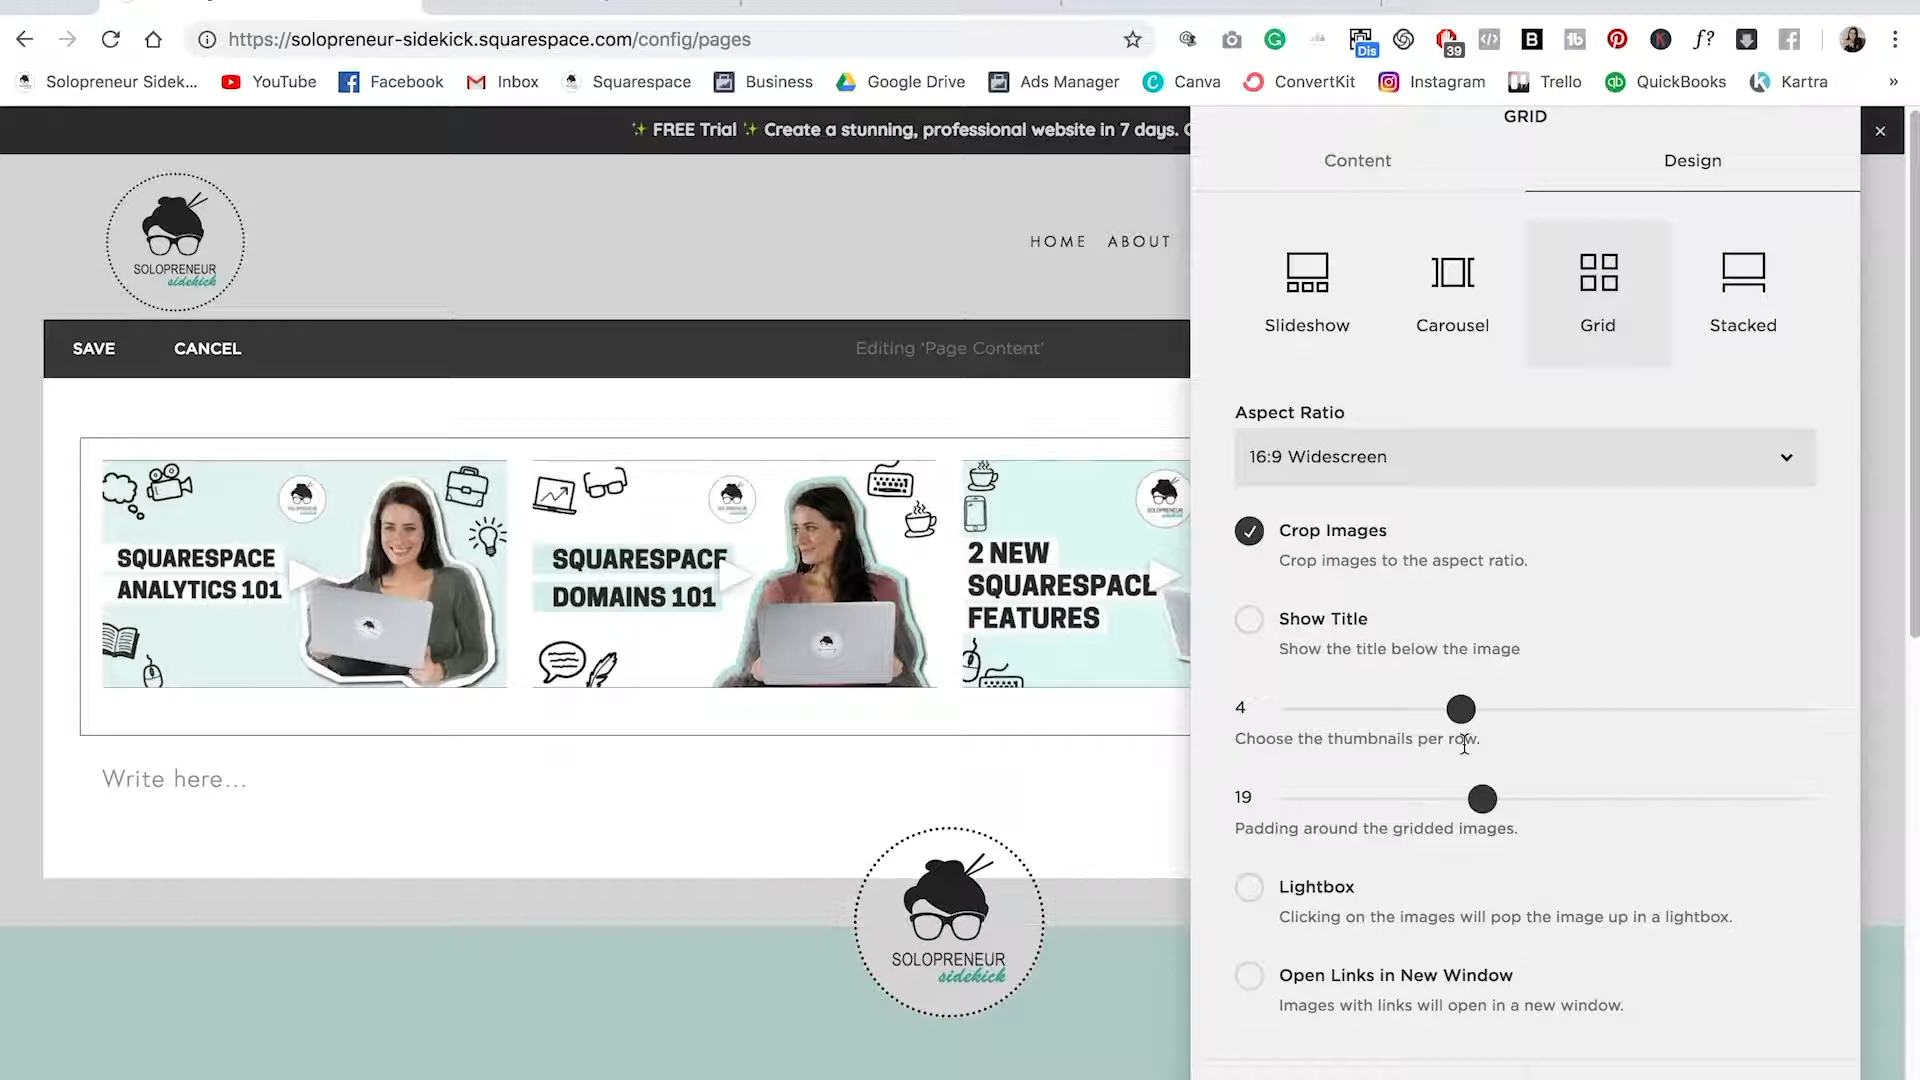 https://solopreneur-sidekick.squarespace.com/config/pages
Dis
39
B
f?
Solopreneur Sidek...
YouTube
Facebook
Inbox
Squarespace
Business
Google Drive
Ads Manager
Canva
ConvertKit
Instagram
Trello
QuickBooks
Kartra
»
✨ FREE Trial ✨ Create a stunning, professional website in 7 days.
GRID
Content
Design
SOLOPRENEUR
sidekick
HOME
ABOUT
Slideshow
Carousel
Grid
Stacked
SAVE
CANCEL
Editing 'Page Content'
Aspect Ratio
16:9 Widescreen
SQUARESPACE
ANALYTICS 101
SQUARESPACE
DOMAINS 101
2 NEW
SQUARESPACE
FEATURES
Crop Images
Crop images to the aspect ratio.
Show Title
Show the title below the image
4
Choose the thumbnails per row.
19
Padding around the gridded images.
Lightbox
Clicking on the images will pop the image up in a lightbox.
Open Links in New Window
Images with links will open in a new window.
Write here...
SOLOPRENEUR
sidekick